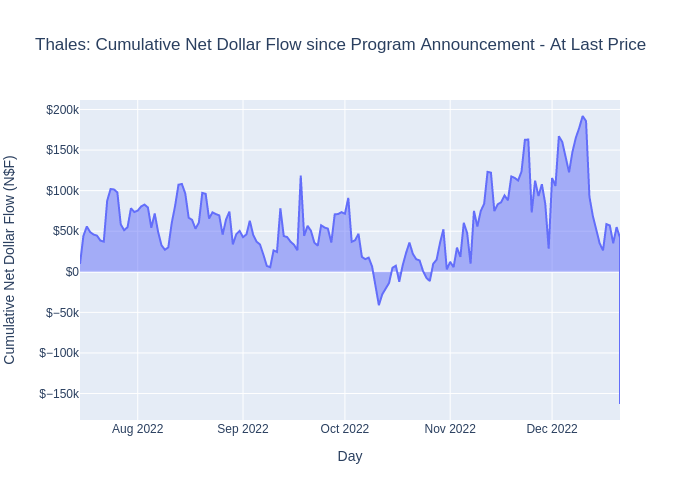 Thales: Cumulative Net Dollar Flow since Program Announcement - At Last Price
Cumulative Net Dollar Flow (N$F)
$200k
$150k
$100k
$50k
$0
$−50k
$−100k
$−150k
Aug 2022
Sep 2022
Oct 2022
Nov 2022
Dec 2022
Day